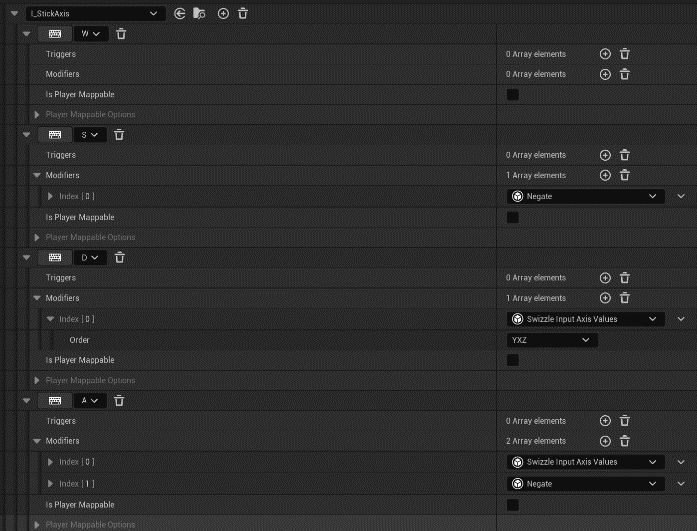 I_StickAxis
W
Triggers 0 Array elements
Modifiers 0 Array elements
Is Player Mappable
Player Mappable Options
S
Triggers 0 Array elements
Modifiers 1 Array elements
Index [ 0 ] Negate
Is Player Mappable
Player Mappable Options
D
Triggers 0 Array elements
Modifiers 1 Array elements
Index [ 0 ] Swizzle Input Axis Values
Order YXZ
Is Player Mappable
Player Mappable Options
A
Triggers 0 Array elements
Modifiers 2 Array elements
Index [ 0 ] Swizzle Input Axis Values
Index [ 1 ] Negate
Is Player Mappable
Player Mappable Options